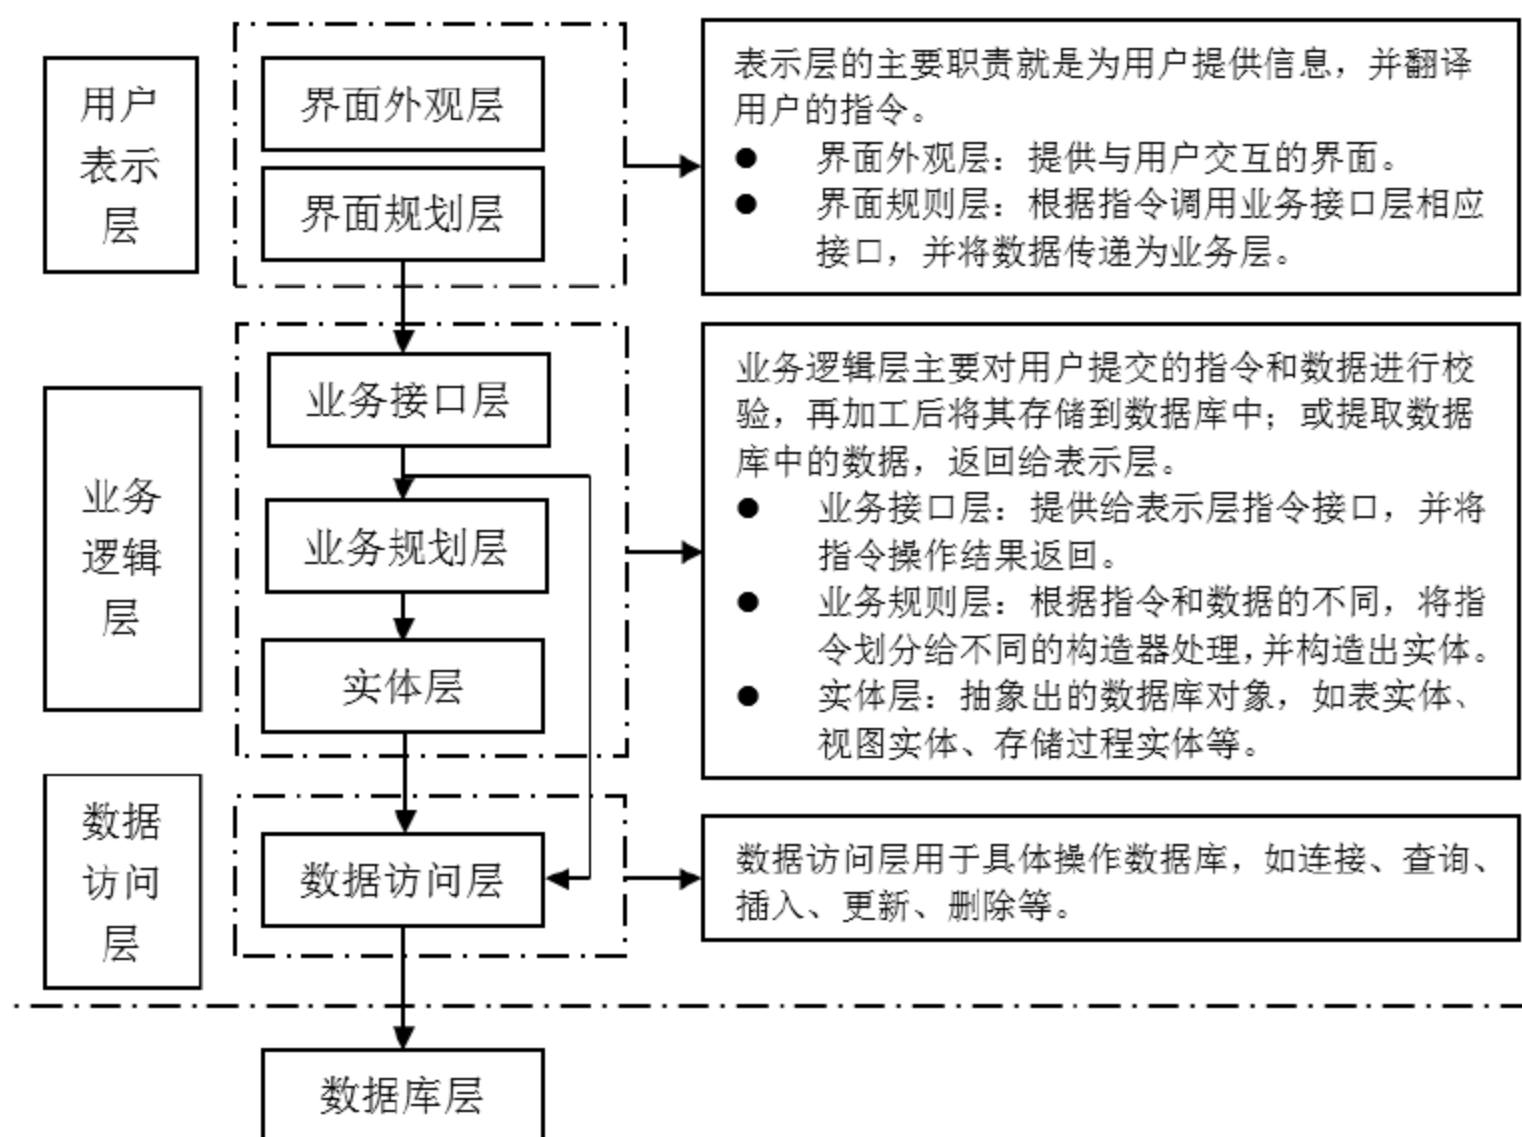 用户
表示
层
界面外观层
界面规划层
表示层的主要职责就是为用户提供信息，并翻译
用户的指令。
● 界面外观层：提供与用户交互的界面。
● 界面规则层：根据指令调用业务接口层相应
接口，并将数据传递为业务层。
业务
逻辑
层
业务接口层
业务规划层
实体层
业务逻辑层主要对用户提交的指令和数据进行校
验，再加工后将其存储到数据库中；或提取数据
库中的数据，返回给表示层。
● 业务接口层：提供给表示层指令接口，并将
指令操作结果返回。
● 业务规则层：根据指令和数据的不同，将指
令划分给不同的构造器处理，并构造出实体。
● 实体层：抽象出的数据库对象，如表实体、
视图实体、存储过程实体等。
数据
访问
层
数据访问层
数据访问层用于具体操作数据库，如连接、查询、
插入、更新、删除等。
数据库层